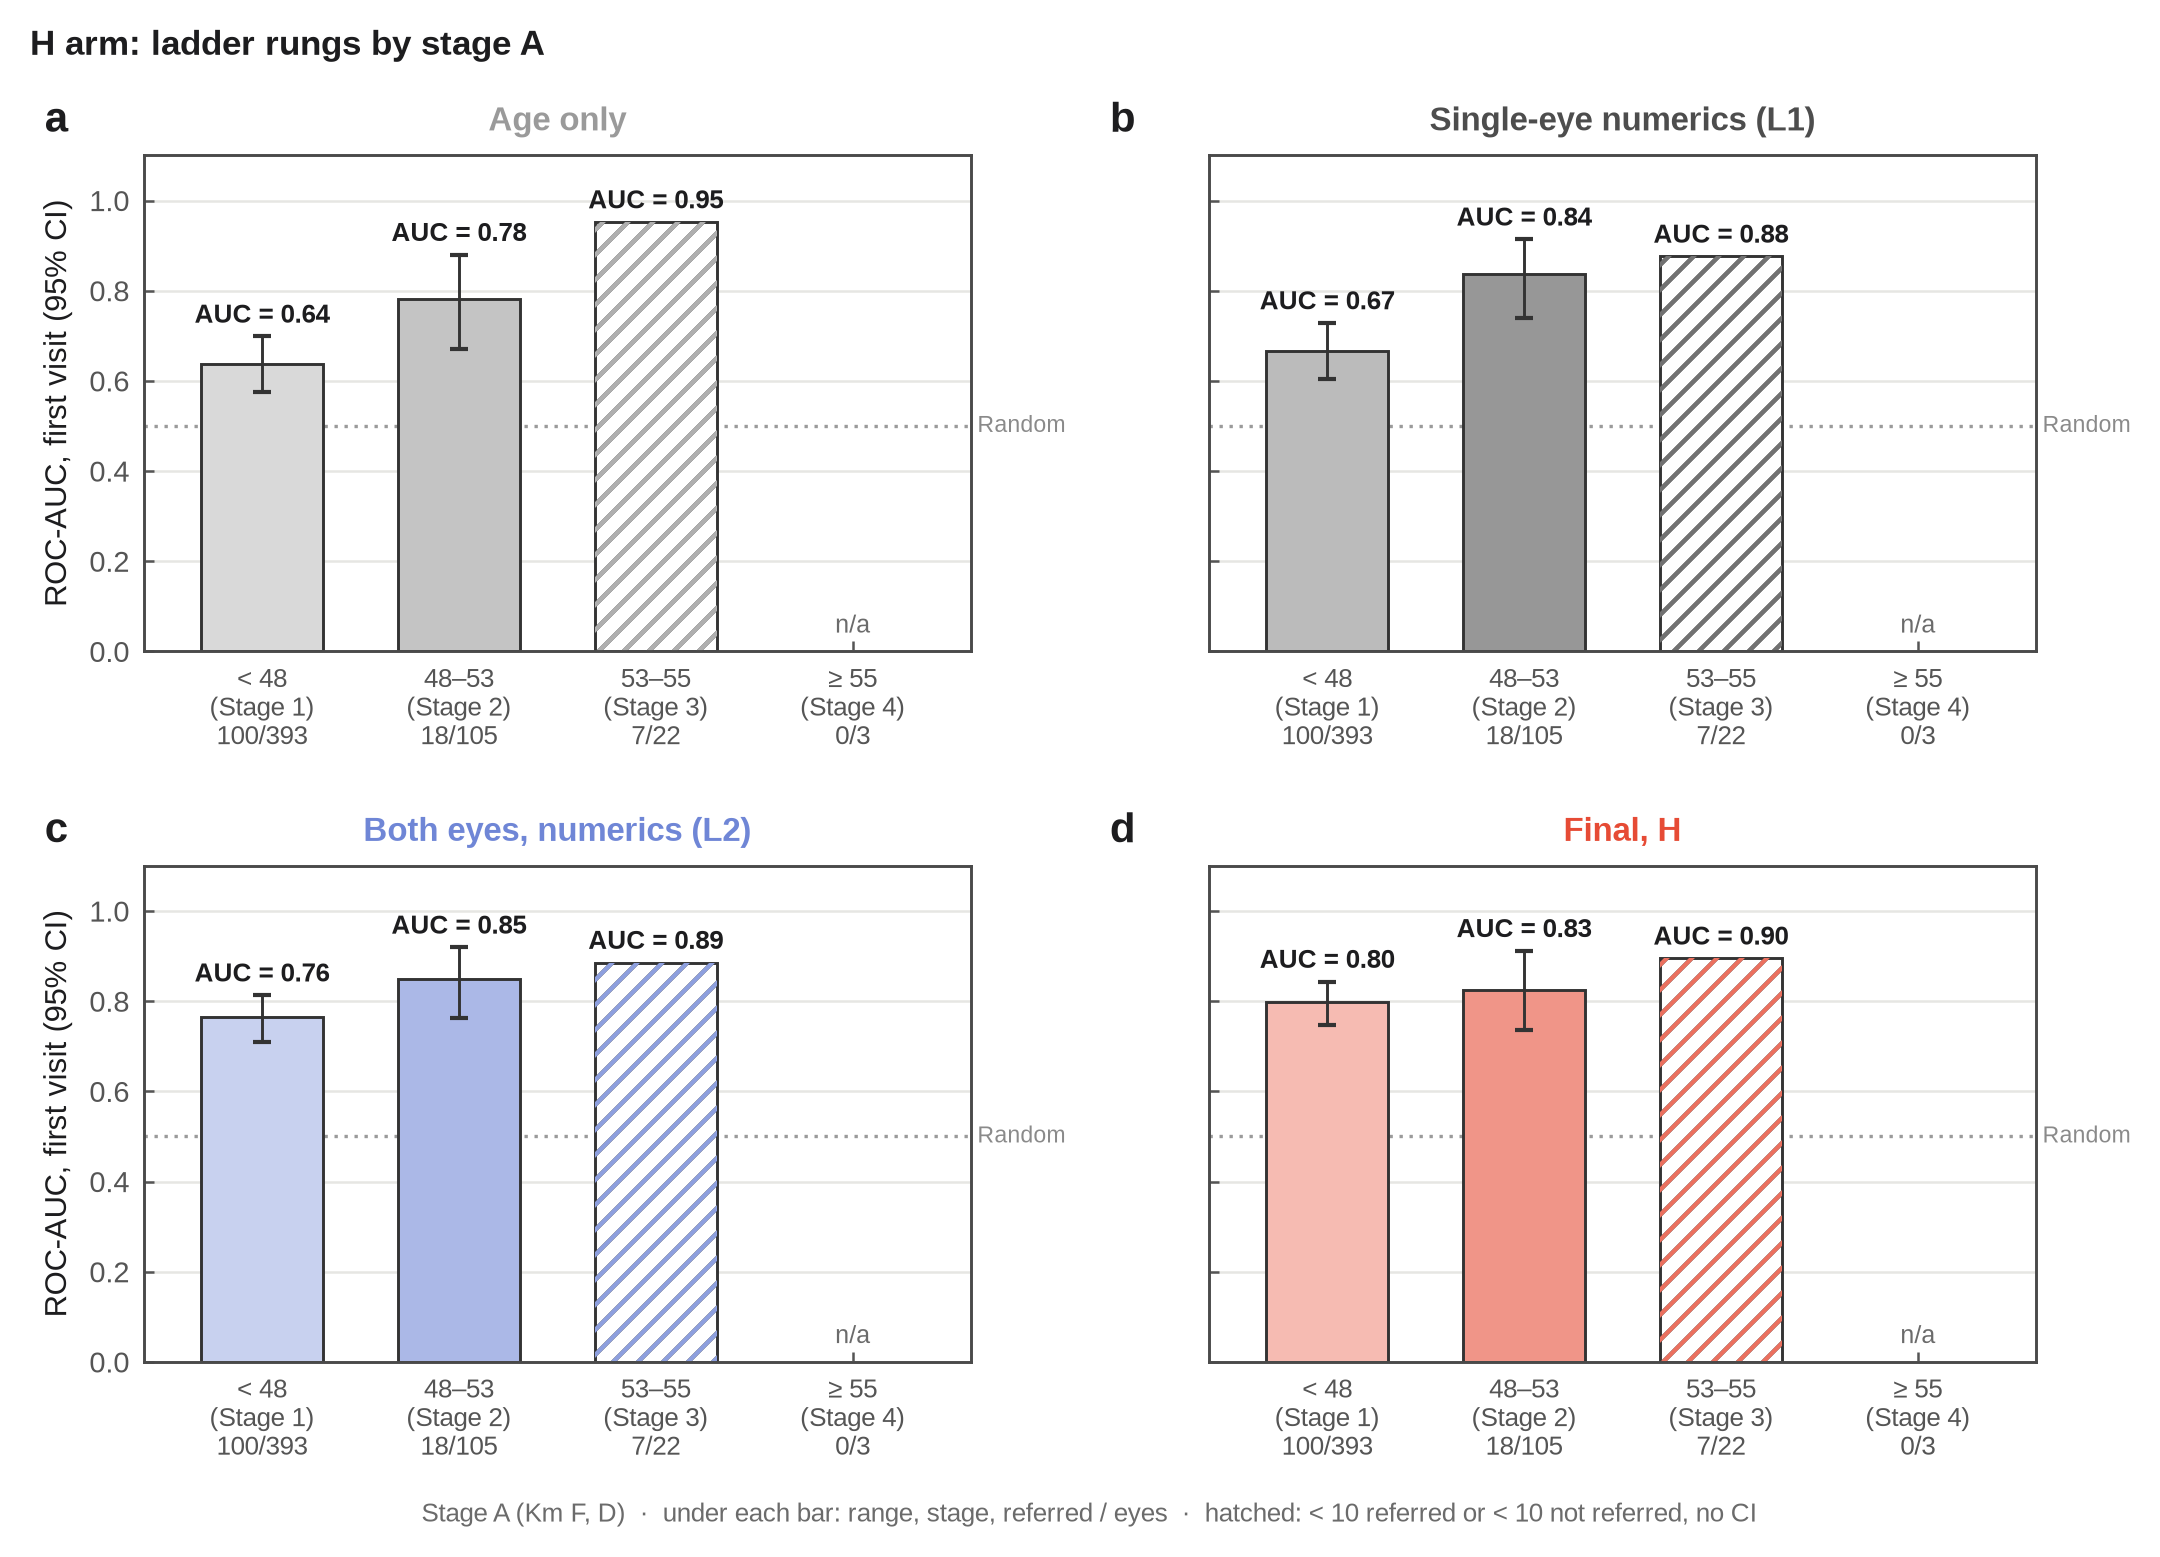 H arm: ladder rungs by stage A
a
Age only
ROC-AUC, first visit (95% CI)
1.0
0.8
0.6
0.4
0.2
0.0
AUC = 0.64
AUC = 0.78
AUC = 0.95
n/a
Random
< 48
(Stage 1)
100/393
48–53
(Stage 2)
18/105
53–55
(Stage 3)
7/22
≥ 55
(Stage 4)
0/3
b
Single-eye numerics (L1)
AUC = 0.67
AUC = 0.84
AUC = 0.88
n/a
Random
< 48
(Stage 1)
100/393
48–53
(Stage 2)
18/105
53–55
(Stage 3)
7/22
≥ 55
(Stage 4)
0/3
c
Both eyes, numerics (L2)
ROC-AUC, first visit (95% CI)
1.0
0.8
0.6
0.4
0.2
0.0
AUC = 0.76
AUC = 0.85
AUC = 0.89
n/a
Random
< 48
(Stage 1)
100/393
48–53
(Stage 2)
18/105
53–55
(Stage 3)
7/22
≥ 55
(Stage 4)
0/3
d
Final, H
AUC = 0.80
AUC = 0.83
AUC = 0.90
n/a
Random
< 48
(Stage 1)
100/393
48–53
(Stage 2)
18/105
53–55
(Stage 3)
7/22
≥ 55
(Stage 4)
0/3
Stage A (Km F, D) · under each bar: range, stage, referred / eyes · hatched: < 10 referred or < 10 not referred, no CI